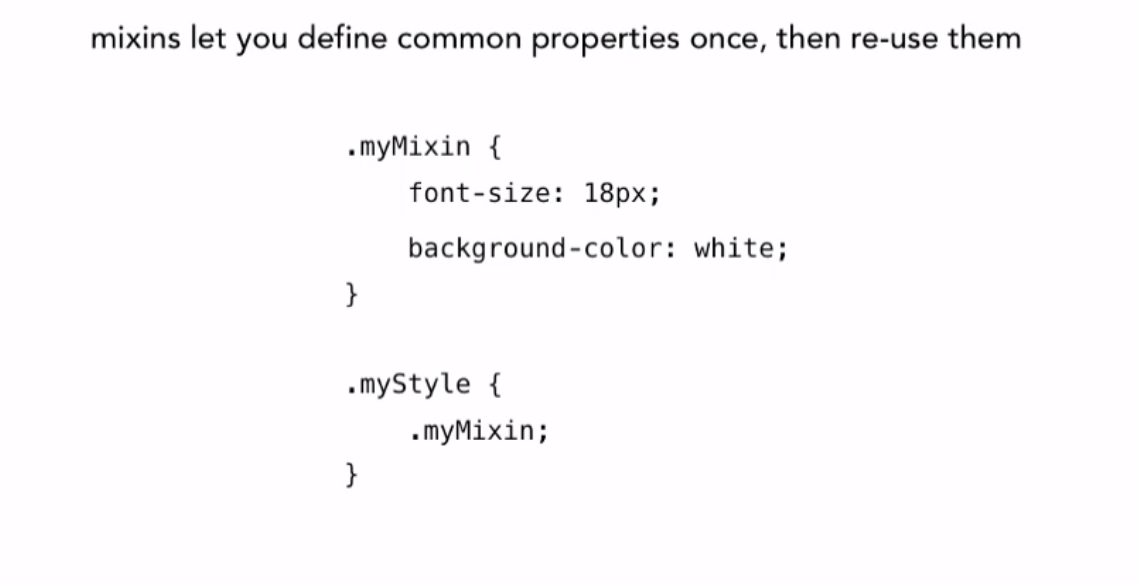 mixins let you define common properties once, then re-use them
.myMixin {
font-size: 18px;
background-color: white;
}
.myStyle {
.myMixin;
}